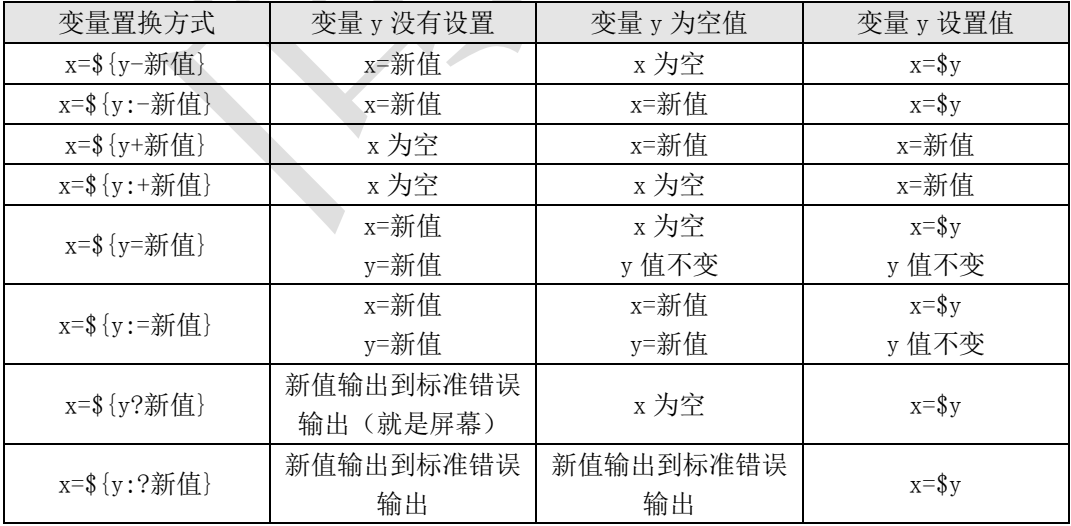 变量置换方式 变量 y 没有设置 变量 y 为空值 变量 y 设置值
x=${y-新值} x=新值 x 为空 x=$y
x=${y:-新值} x=新值 x=新值 x=$y
x=${y+新值} x 为空 x=新值 x=新值
x=${y:+新值} x 为空 x 为空 x=新值
x=${y=新值} x=新值 x 为空 x=$y
y=新值 y 值不变 y 值不变
x=${y:=新值} x=新值 x=新值 x=$y
y=新值 y=新值 y 值不变
x=${y?新值} 新值输出到标准错误 x 为空 x=$y
输出（就是屏幕）
x=${y:?新值} 新值输出到标准错误 新值输出到标准错误 x=$y
输出 输出